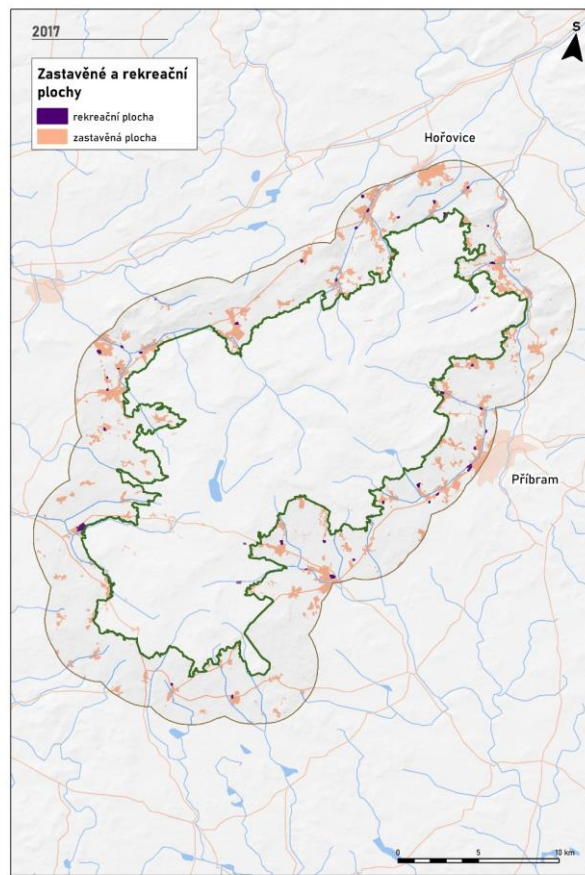 2017
S
Zastavěné a rekreační
plochy
rekreační plocha
zastavěná plocha
Hořovice
Příbram
0 5 10 km